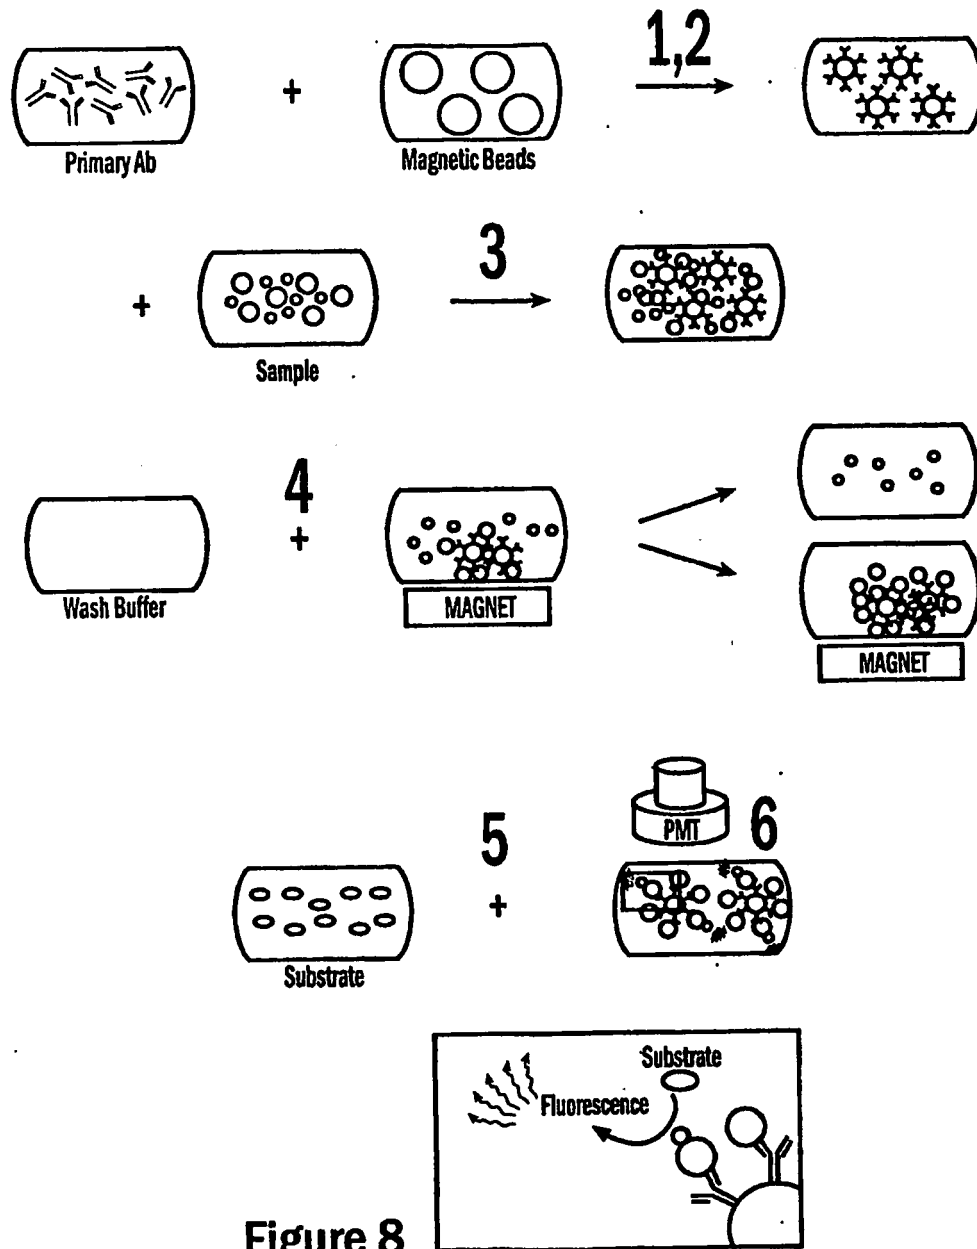 1,2
+
Primary Ab
Magnetic Beads
3
+
Sample
4
+
Wash Buffer
MAGNET
MAGNET
5
+
PMT
6
Substrate
Substrate
Fluorescence
Figure 8